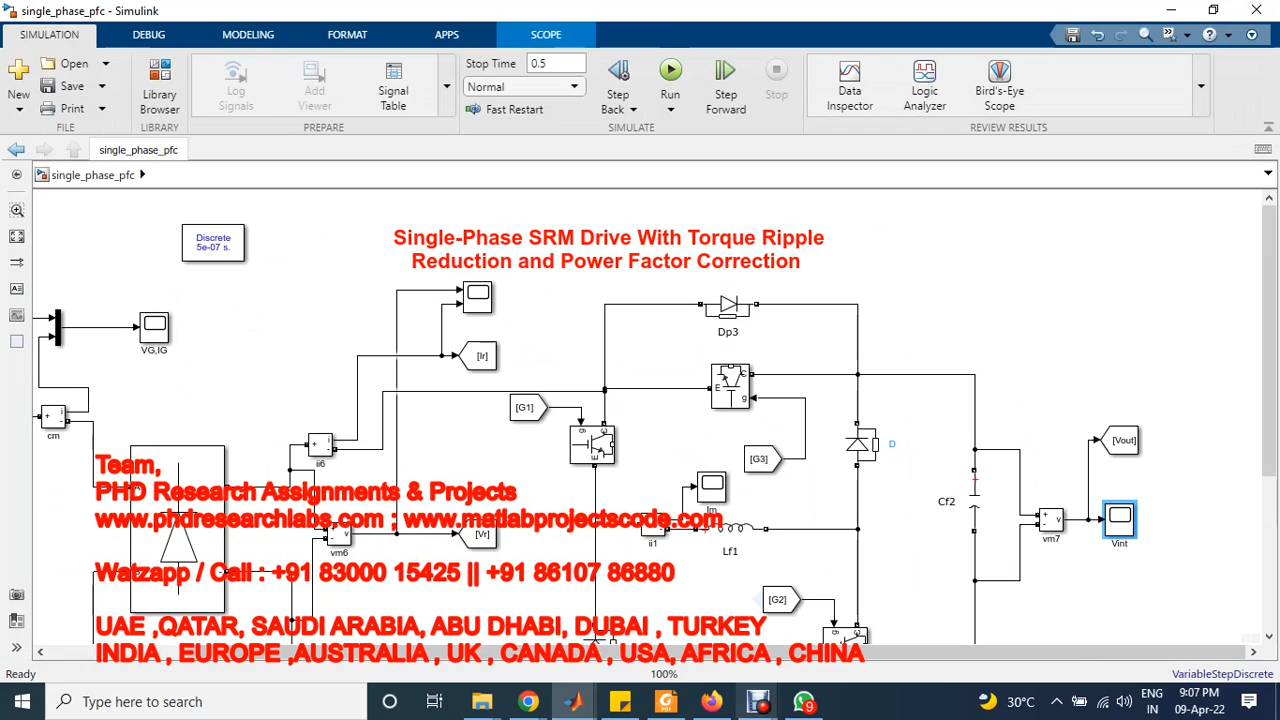 single_phase_pfc - Simulink
SIMULATION DEBUG MODELING FORMAT APPS SCOPE
New Open Save Print
FILE
Library Browser
LIBRARY
Log Signals Add Viewer Signal Table
PREPARE
Stop Time 0.5
Normal
Fast Restart
Step Back Run Step Forward Stop
SIMULATE
Data Inspector Logic Analyzer Bird's-Eye Scope
REVIEW RESULTS
single_phase_pfc
single_phase_pfc
Discrete
5e-07 s.
Single-Phase SRM Drive With Torque Ripple
Reduction and Power Factor Correction
Dp3
VG,IG
[Ir]
C
E
g
[G1]
g
C
E
+
-
i
cm
+
-
i
ii6
[G3]
D
[Vout]
Im
Cf2
+
+
-
v
vm7
Vint
-
v
vm6
[Vr]
ii1
Lf1
[G2]
g
Team,
PHD Research Assignments & Projects
www.phdresearchlabs.com ; www.matlabprojectscode.com
Watzapp / Call : +91 83000 15425 || +91 86107 86880
UAE ,QATAR, SAUDI ARABIA, ABU DHABI, DUBAI , TURKEY
INDIA , EUROPE ,AUSTRALIA , UK , CANADA , USA, AFRICA , CHINA
Ready 100% VariableStepDiscrete
Type here to search
9
30°C
ENG
IN
9:07 PM
09-Apr-22